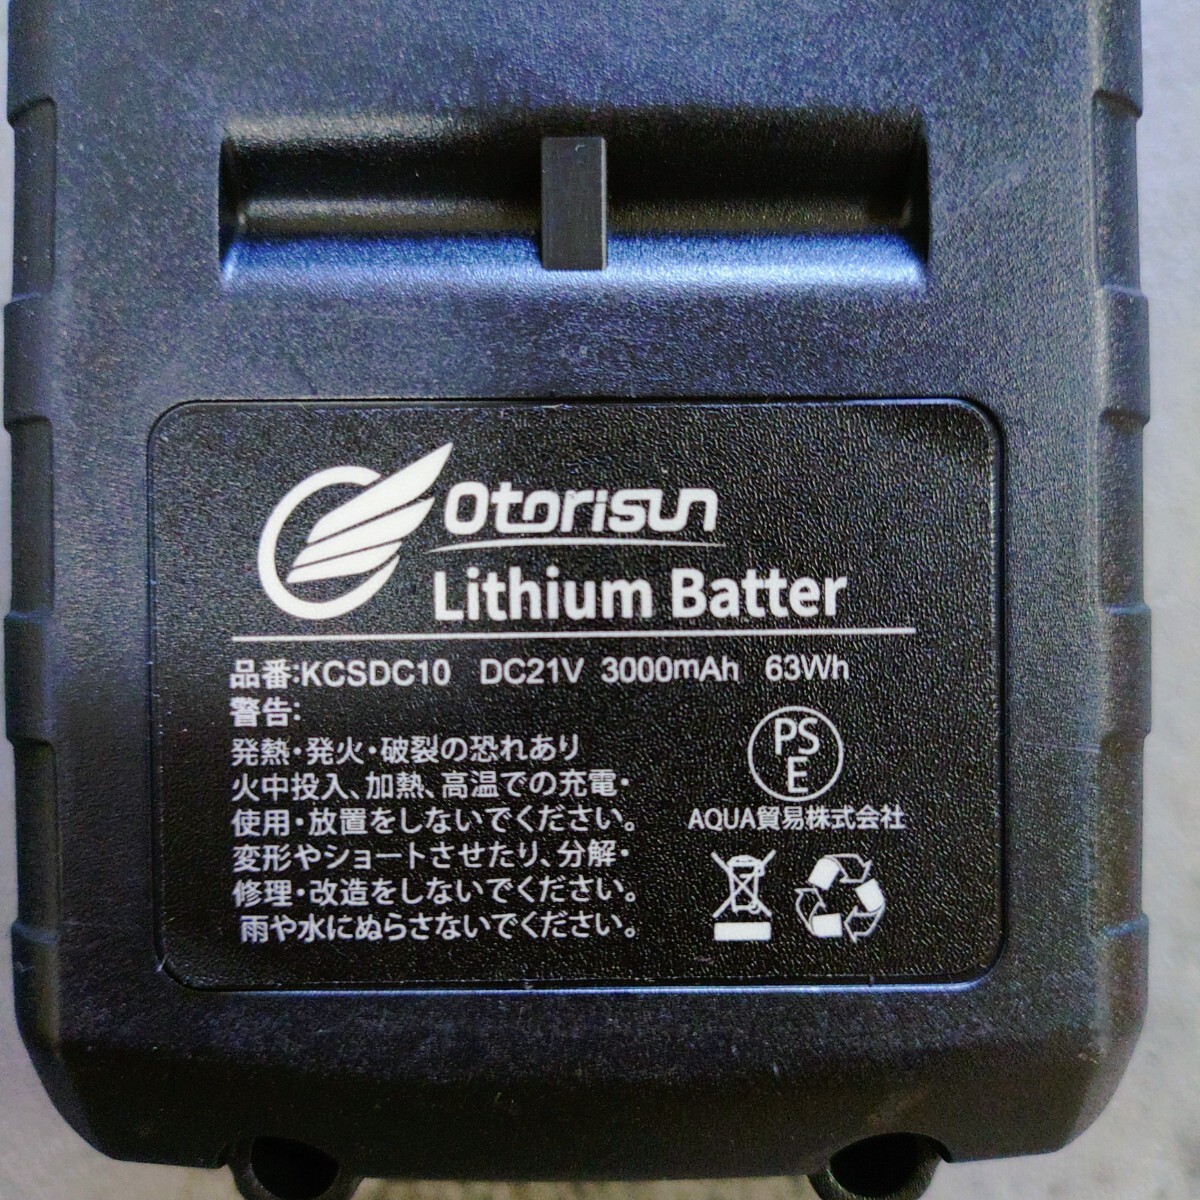 Otorisun
Lithium Batter
品番:KCSDC10 DC21V 3000mAh 63Wh
警告:
発熱・発火・破裂の恐れあり
火中投入、加熱、高温での充電・
使用・放置をしないでください。
変形やショートさせたり、分解・
修理・改造をしないでください。
雨や水にぬらさないでください。
PS
E
AQUA貿易株式会社